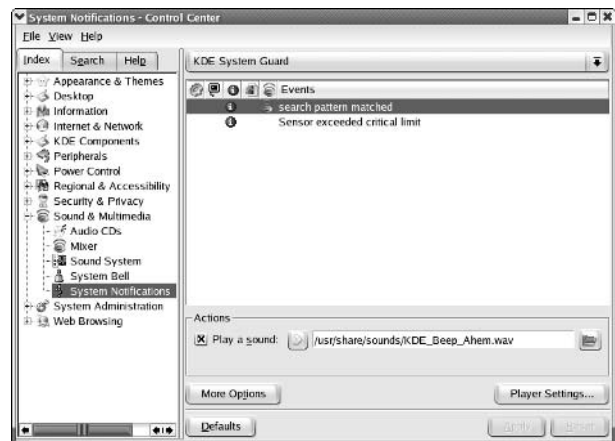 System Notifications - Control Center
File View Help
Index Search Help
KDE System Guard
Appearance & Themes
Desktop
Information
Internet & Network
KDE Components
Peripherals
Power Control
Regional & Accessibility
Security & Privacy
Sound & Multimedia
Audio CDs
Mixer
Sound System
System Bell
System Notifications
System Administration
Web Browsing
Events
search pattern matched
Sensor exceeded critical limit
Actions
Play a sound: /usr/share/sounds/KDE_Beep_Ahem.wav
More Options Player Settings...
Defaults Apply Reset